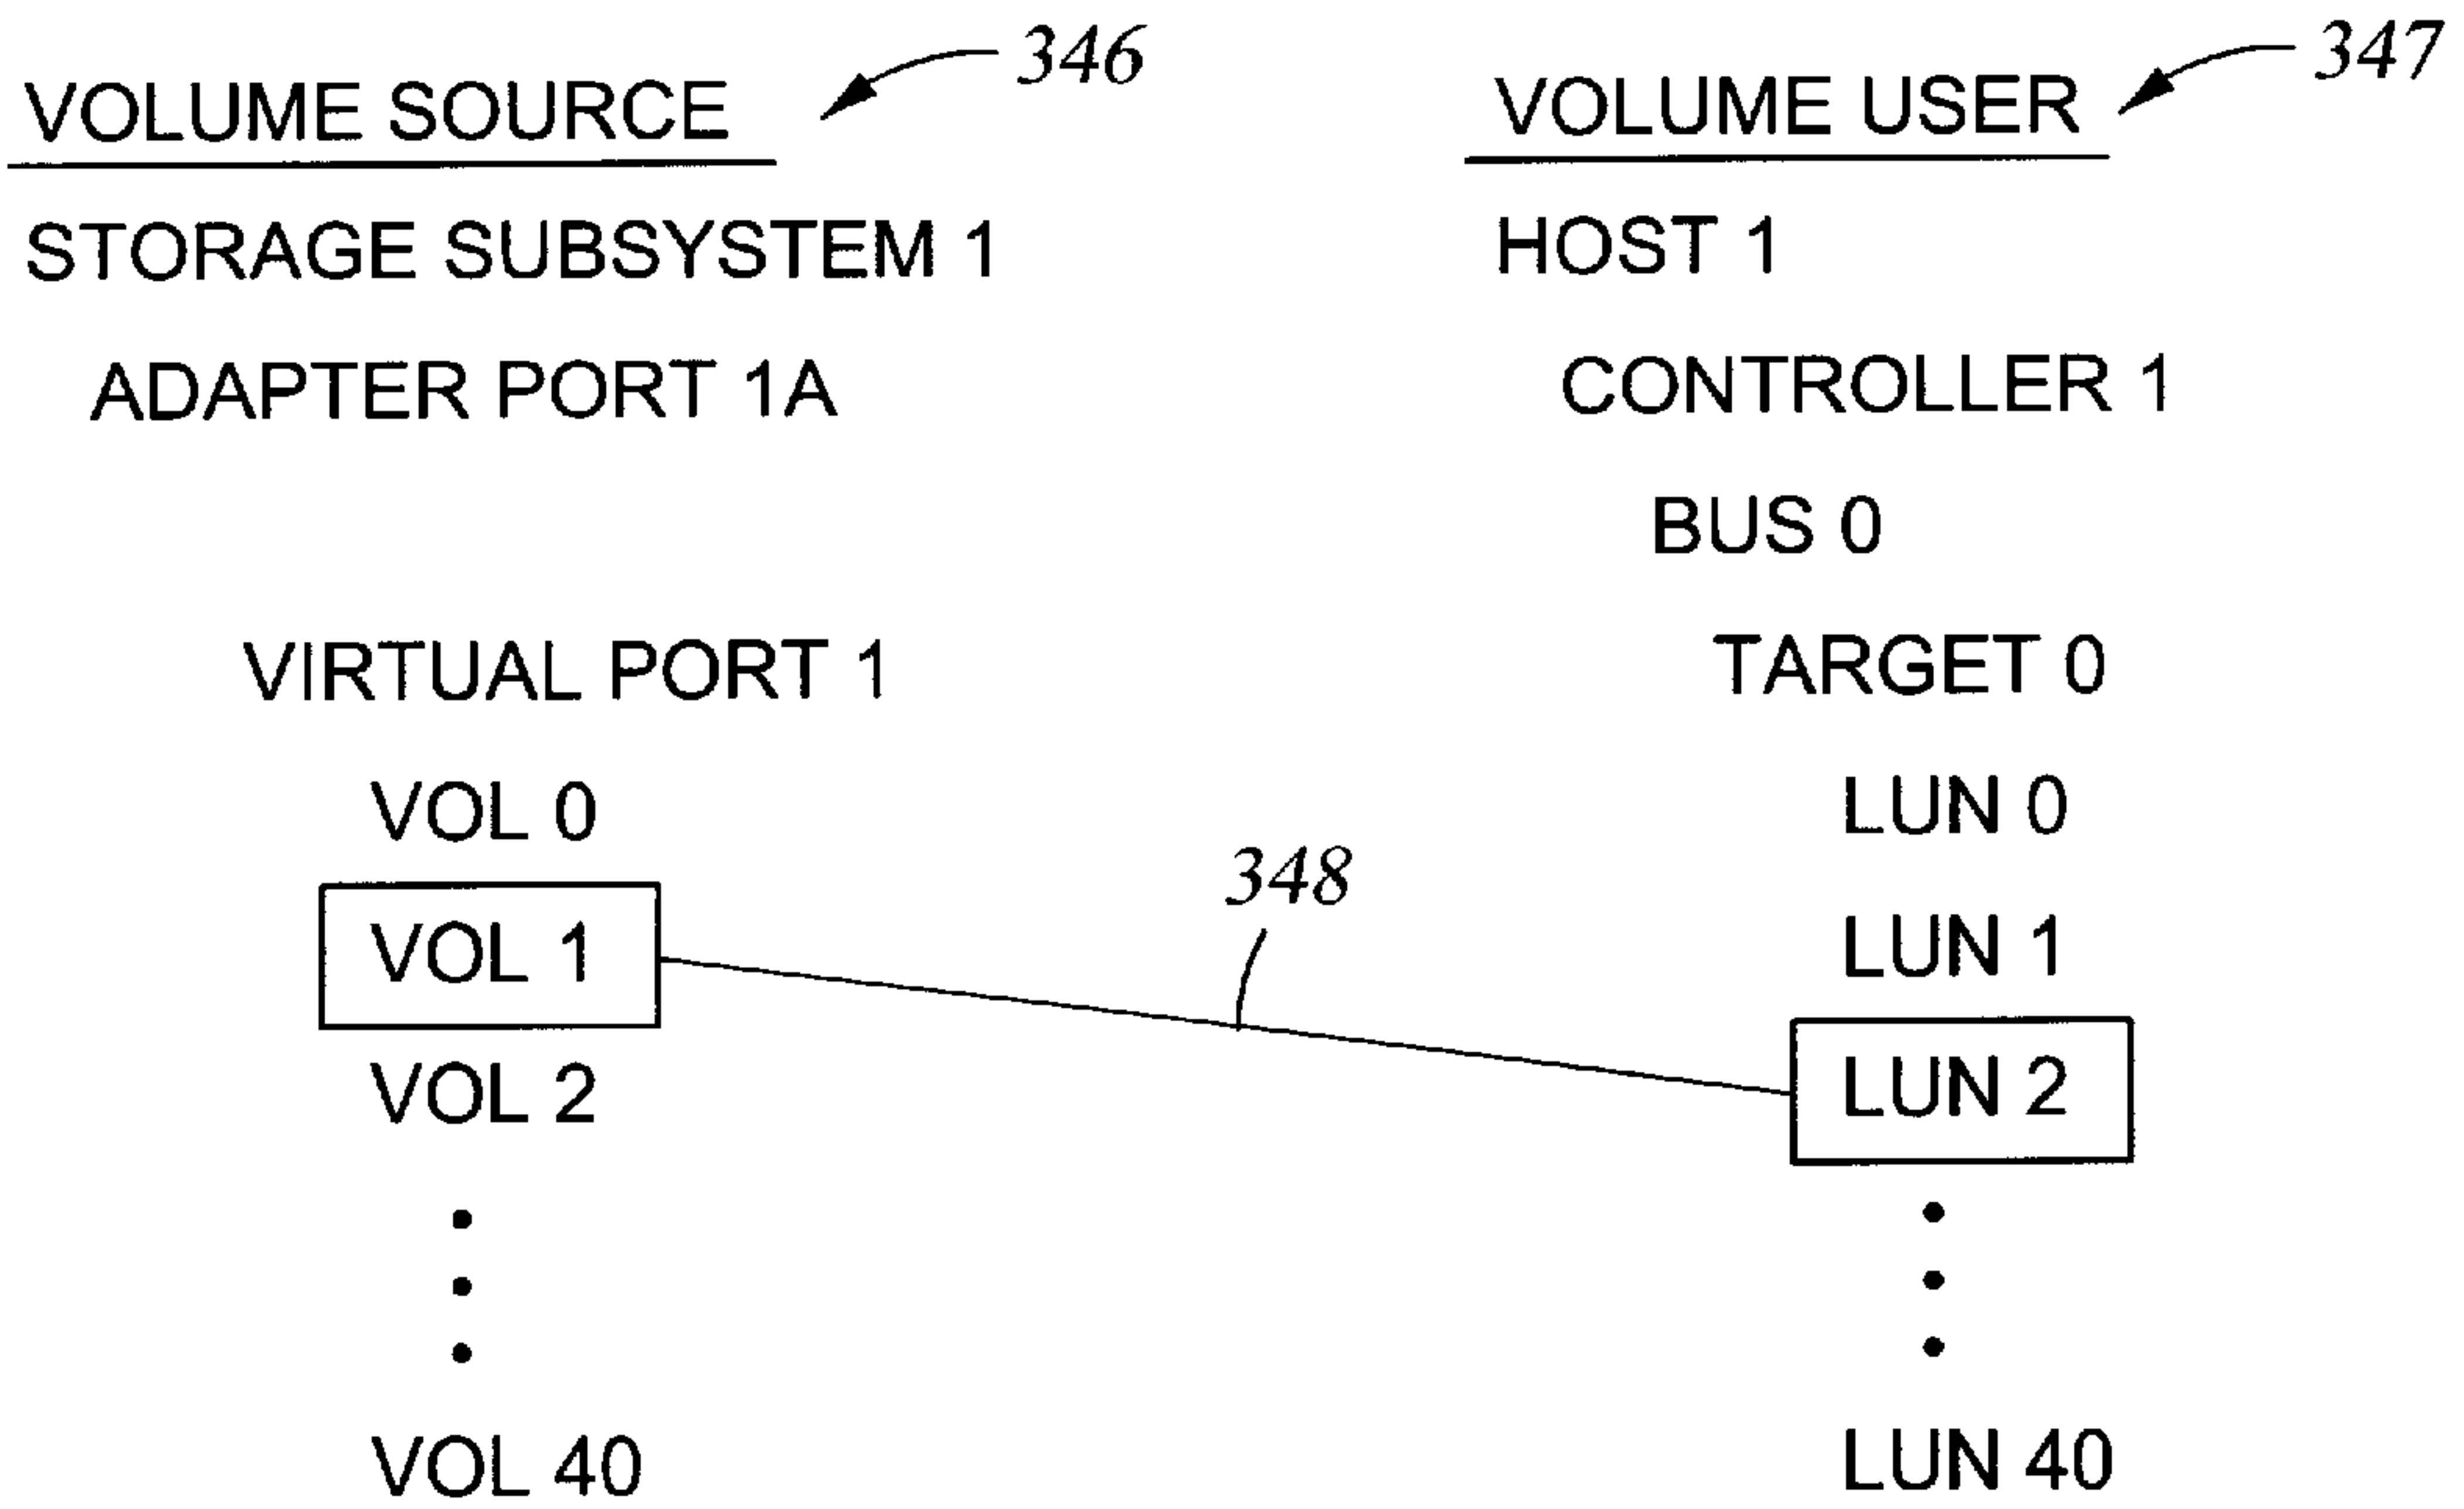 346
VOLUME SOURCE
STORAGE SUBSYSTEM 1
ADAPTER PORT 1A
VIRTUAL PORT 1
VOL 0
VOL 1
VOL 2
VOL 40
348
347
VOLUME USER
HOST 1
CONTROLLER 1
BUS 0
TARGET 0
LUN 0
LUN 1
LUN 2
LUN 40